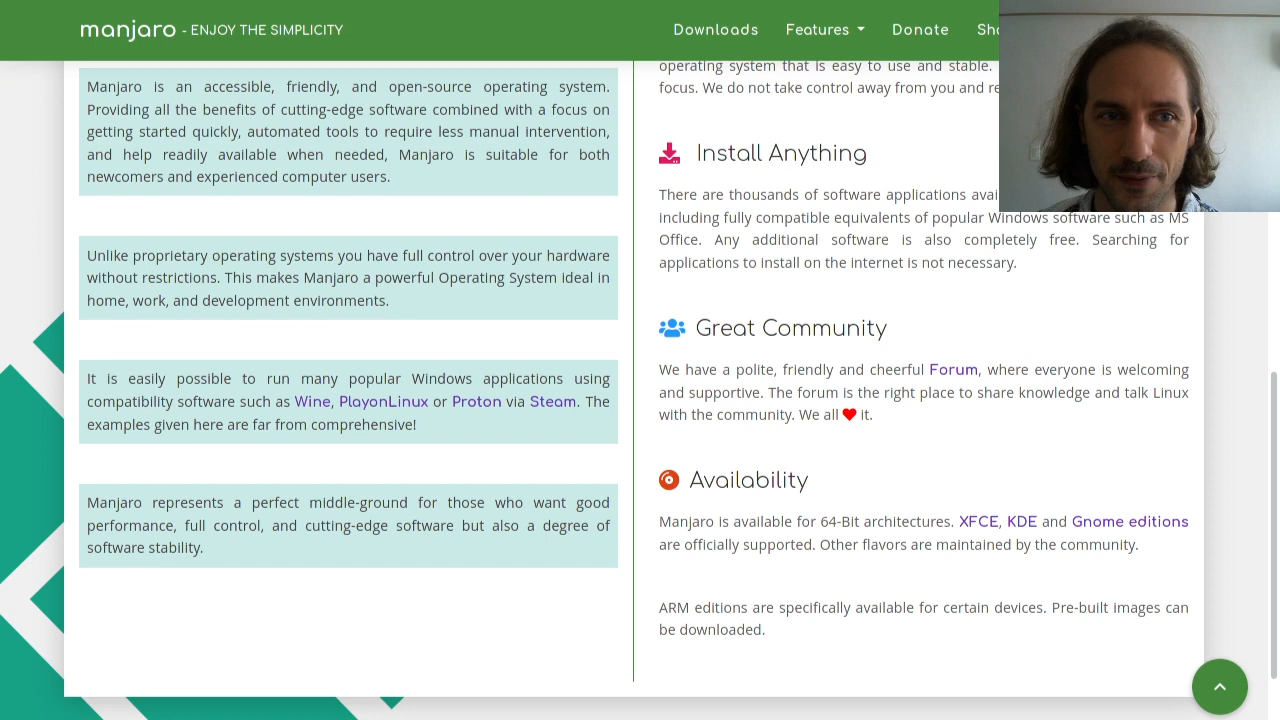 manjaro - ENJOY THE SIMPLICITY
Downloads Features Donate
Manjaro is an accessible, friendly, and open-source operating system.
Providing all the benefits of cutting-edge software combined with a focus on
getting started quickly, automated tools to require less manual intervention,
and help readily available when needed, Manjaro is suitable for both
newcomers and experienced computer users.
Unlike proprietary operating systems you have full control over your hardware
without restrictions. This makes Manjaro a powerful Operating System ideal in
home, work, and development environments.
It is easily possible to run many popular Windows applications using
compatibility software such as Wine, PlayonLinux or Proton via Steam. The
examples given here are far from comprehensive!
Manjaro represents a perfect middle-ground for those who want good
performance, full control, and cutting-edge software but also a degree of
software stability.
operating system that is easy to use and stable.
focus. We do not take control away from you and
Install Anything
There are thousands of software applications
including fully compatible equivalents of popular Windows software such as MS
Office. Any additional software is also completely free. Searching for
applications to install on the internet is not necessary.
Great Community
We have a polite, friendly and cheerful Forum, where everyone is welcoming
and supportive. The forum is the right place to share knowledge and talk Linux
with the community. We all ❤ it.
Availability
Manjaro is available for 64-Bit architectures. XFCE, KDE and Gnome editions
are officially supported. Other flavors are maintained by the community.
ARM editions are specifically available for certain devices. Pre-built images can
be downloaded.